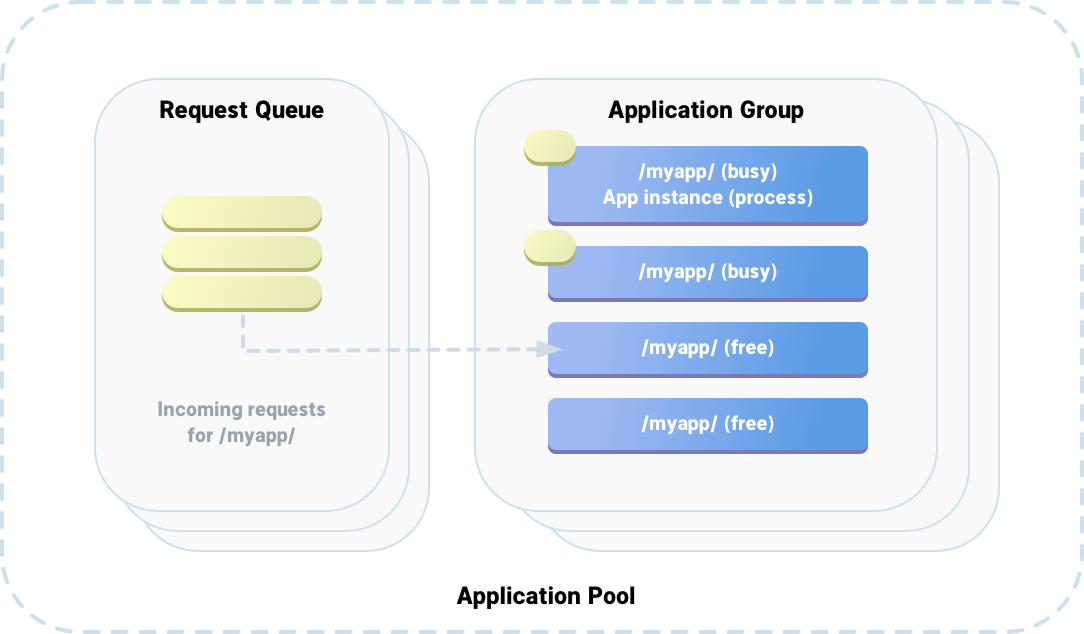 Request Queue
Incoming requests
for /myapp/
Application Group
/myapp/ (busy)
App instance (process)
/myapp/ (busy)
/myapp/ (free)
/myapp/ (free)
Application Pool